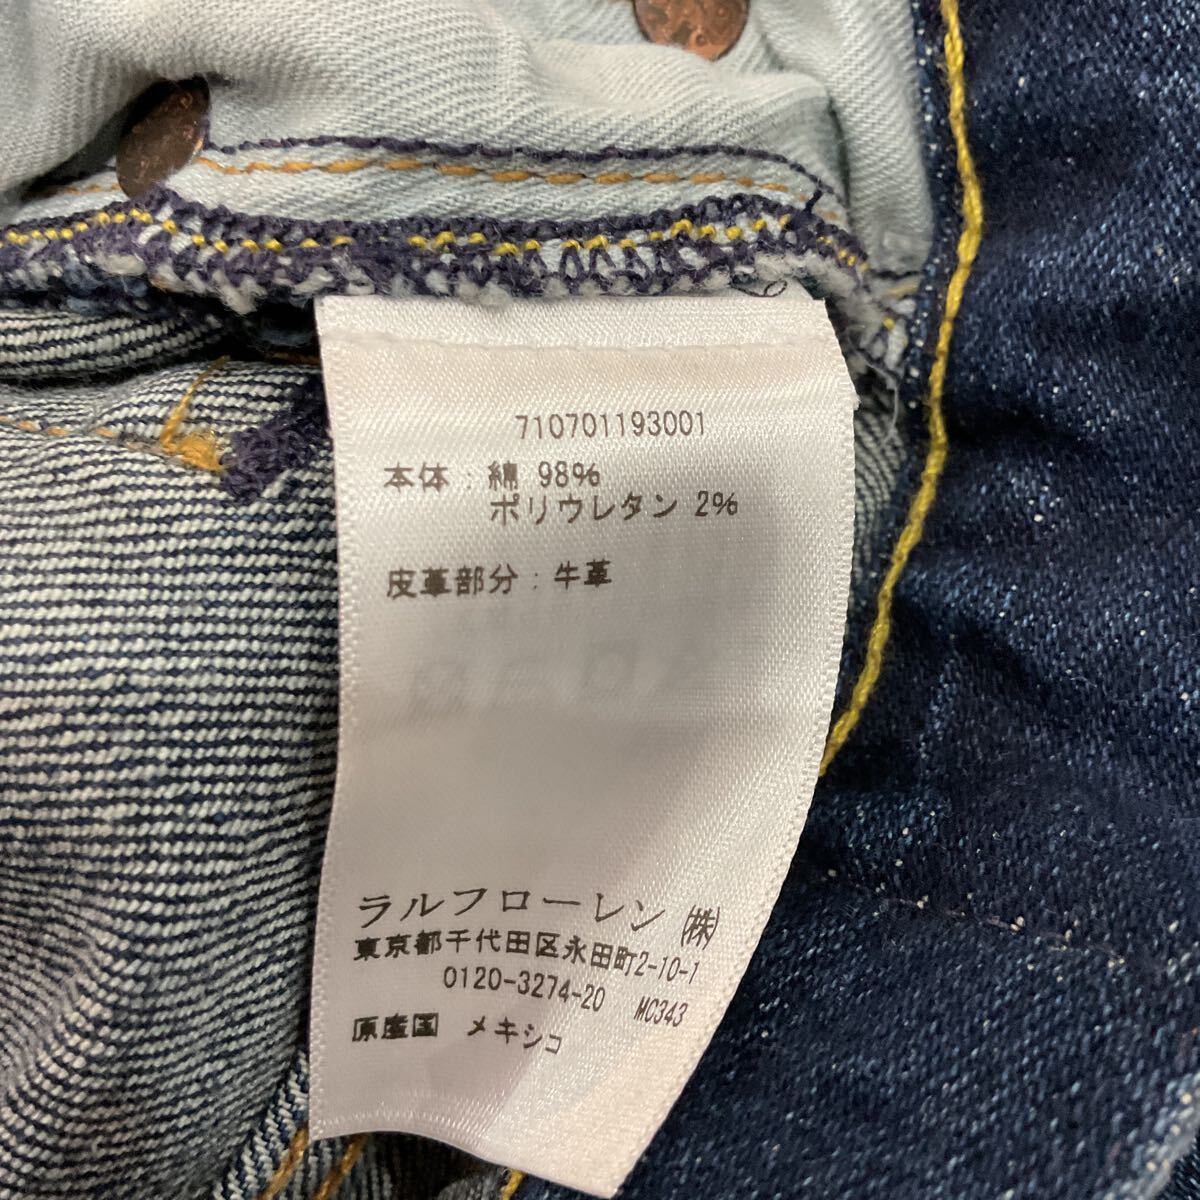 710701193001
本体：綿 98%
ポリウレタン 2%
皮革部分：牛革
ラルフローレン㈱
東京都千代田区永田町2-10-1
0120-3274-20 MC343
原産国 メキシコ